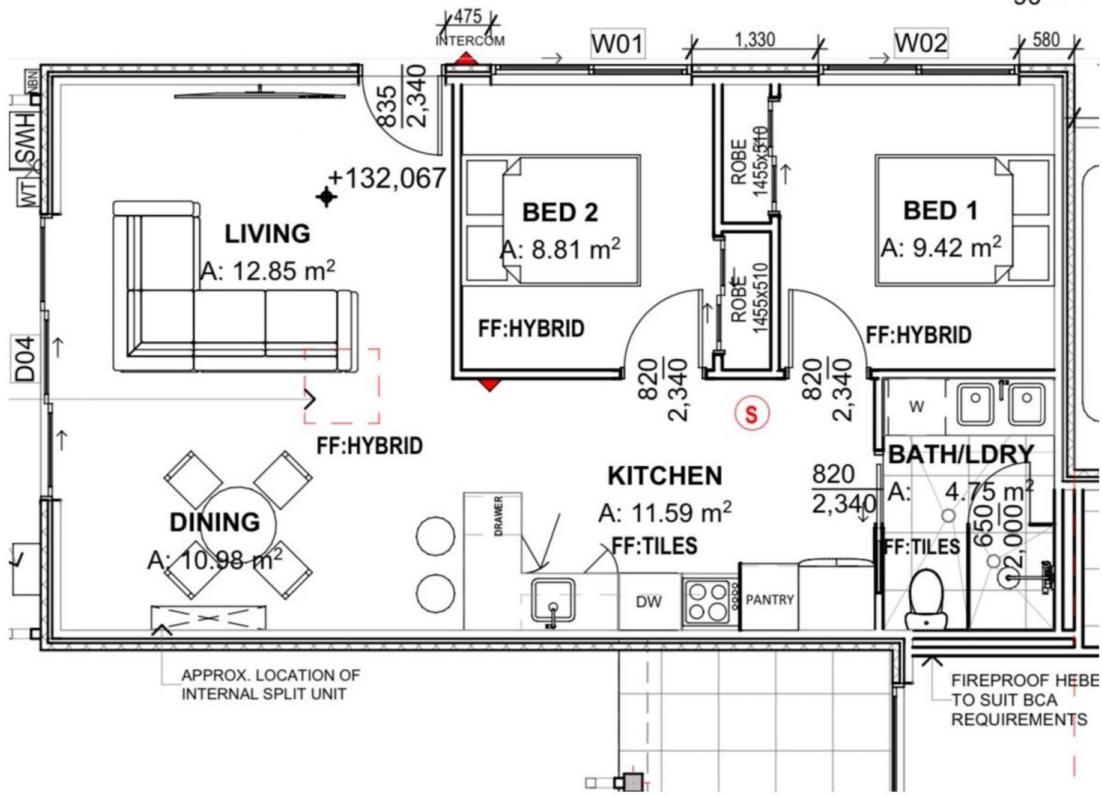 475
INTERCOM
W01
1,330
W02
580
NBN
SMH
WT
835
2,340
+132,067
LIVING
A: 12.85 m²
BED 2
A: 8.81 m²
ROBE
1455x510
BED 1
A: 9.42 m²
ROBE
1455x510
FF:HYBRID
FF:HYBRID
D04
820
2,340
820
2,340
S
W
FF:HYBRID
BATH/LDRY
A: 4.75 m²
KITCHEN
A: 11.59 m²
FF:TILES
820
2,340
DRAWER
DINING
A: 10.98 m²
FF:TILES
650
2,000
DW
PANTRY
APPROX. LOCATION OF
INTERNAL SPLIT UNIT
FIREPROOF HEBE
TO SUIT BCA
REQUIREMENTS